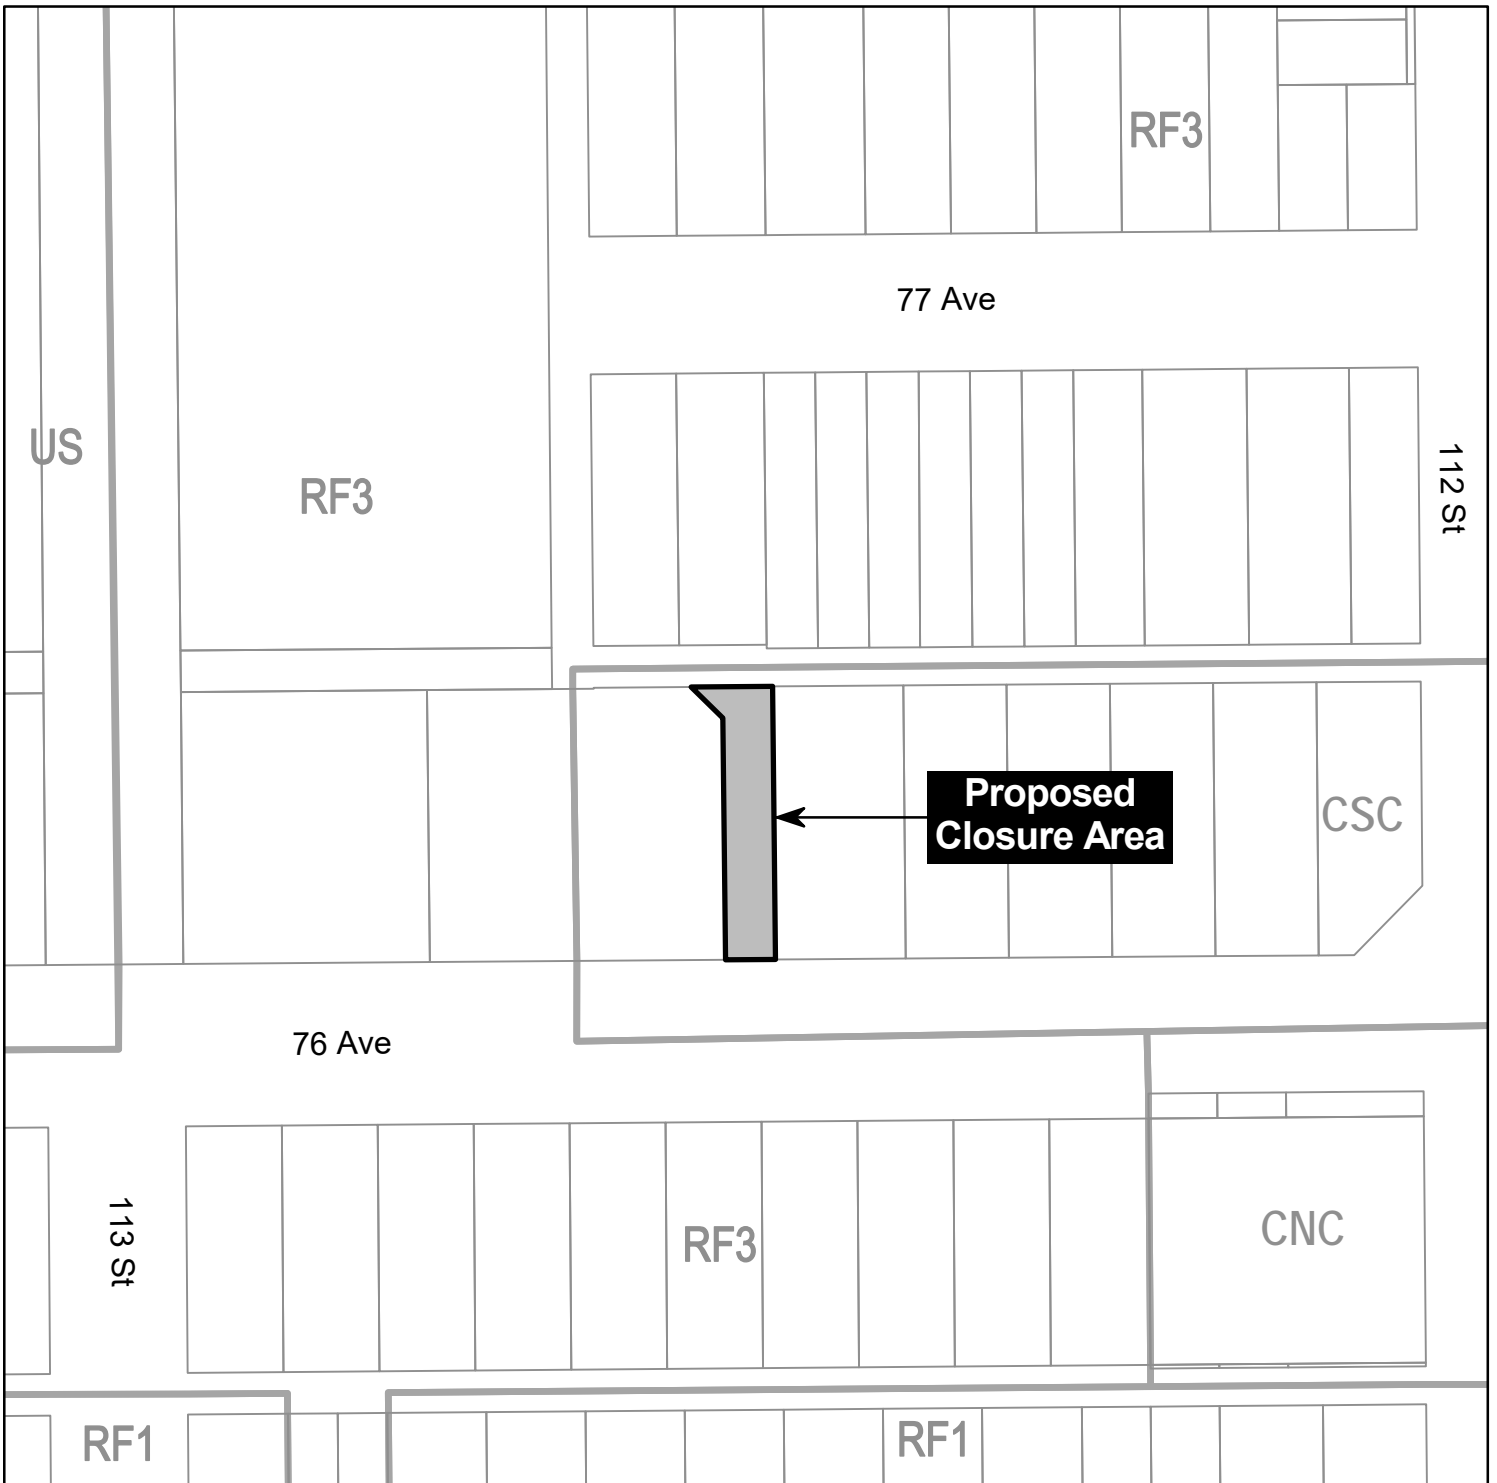 RF3
77 Ave
US
RF3
112 St
Proposed
Closure Area
CSC
76 Ave
113 St
RF3
CNC
RF1
RF1